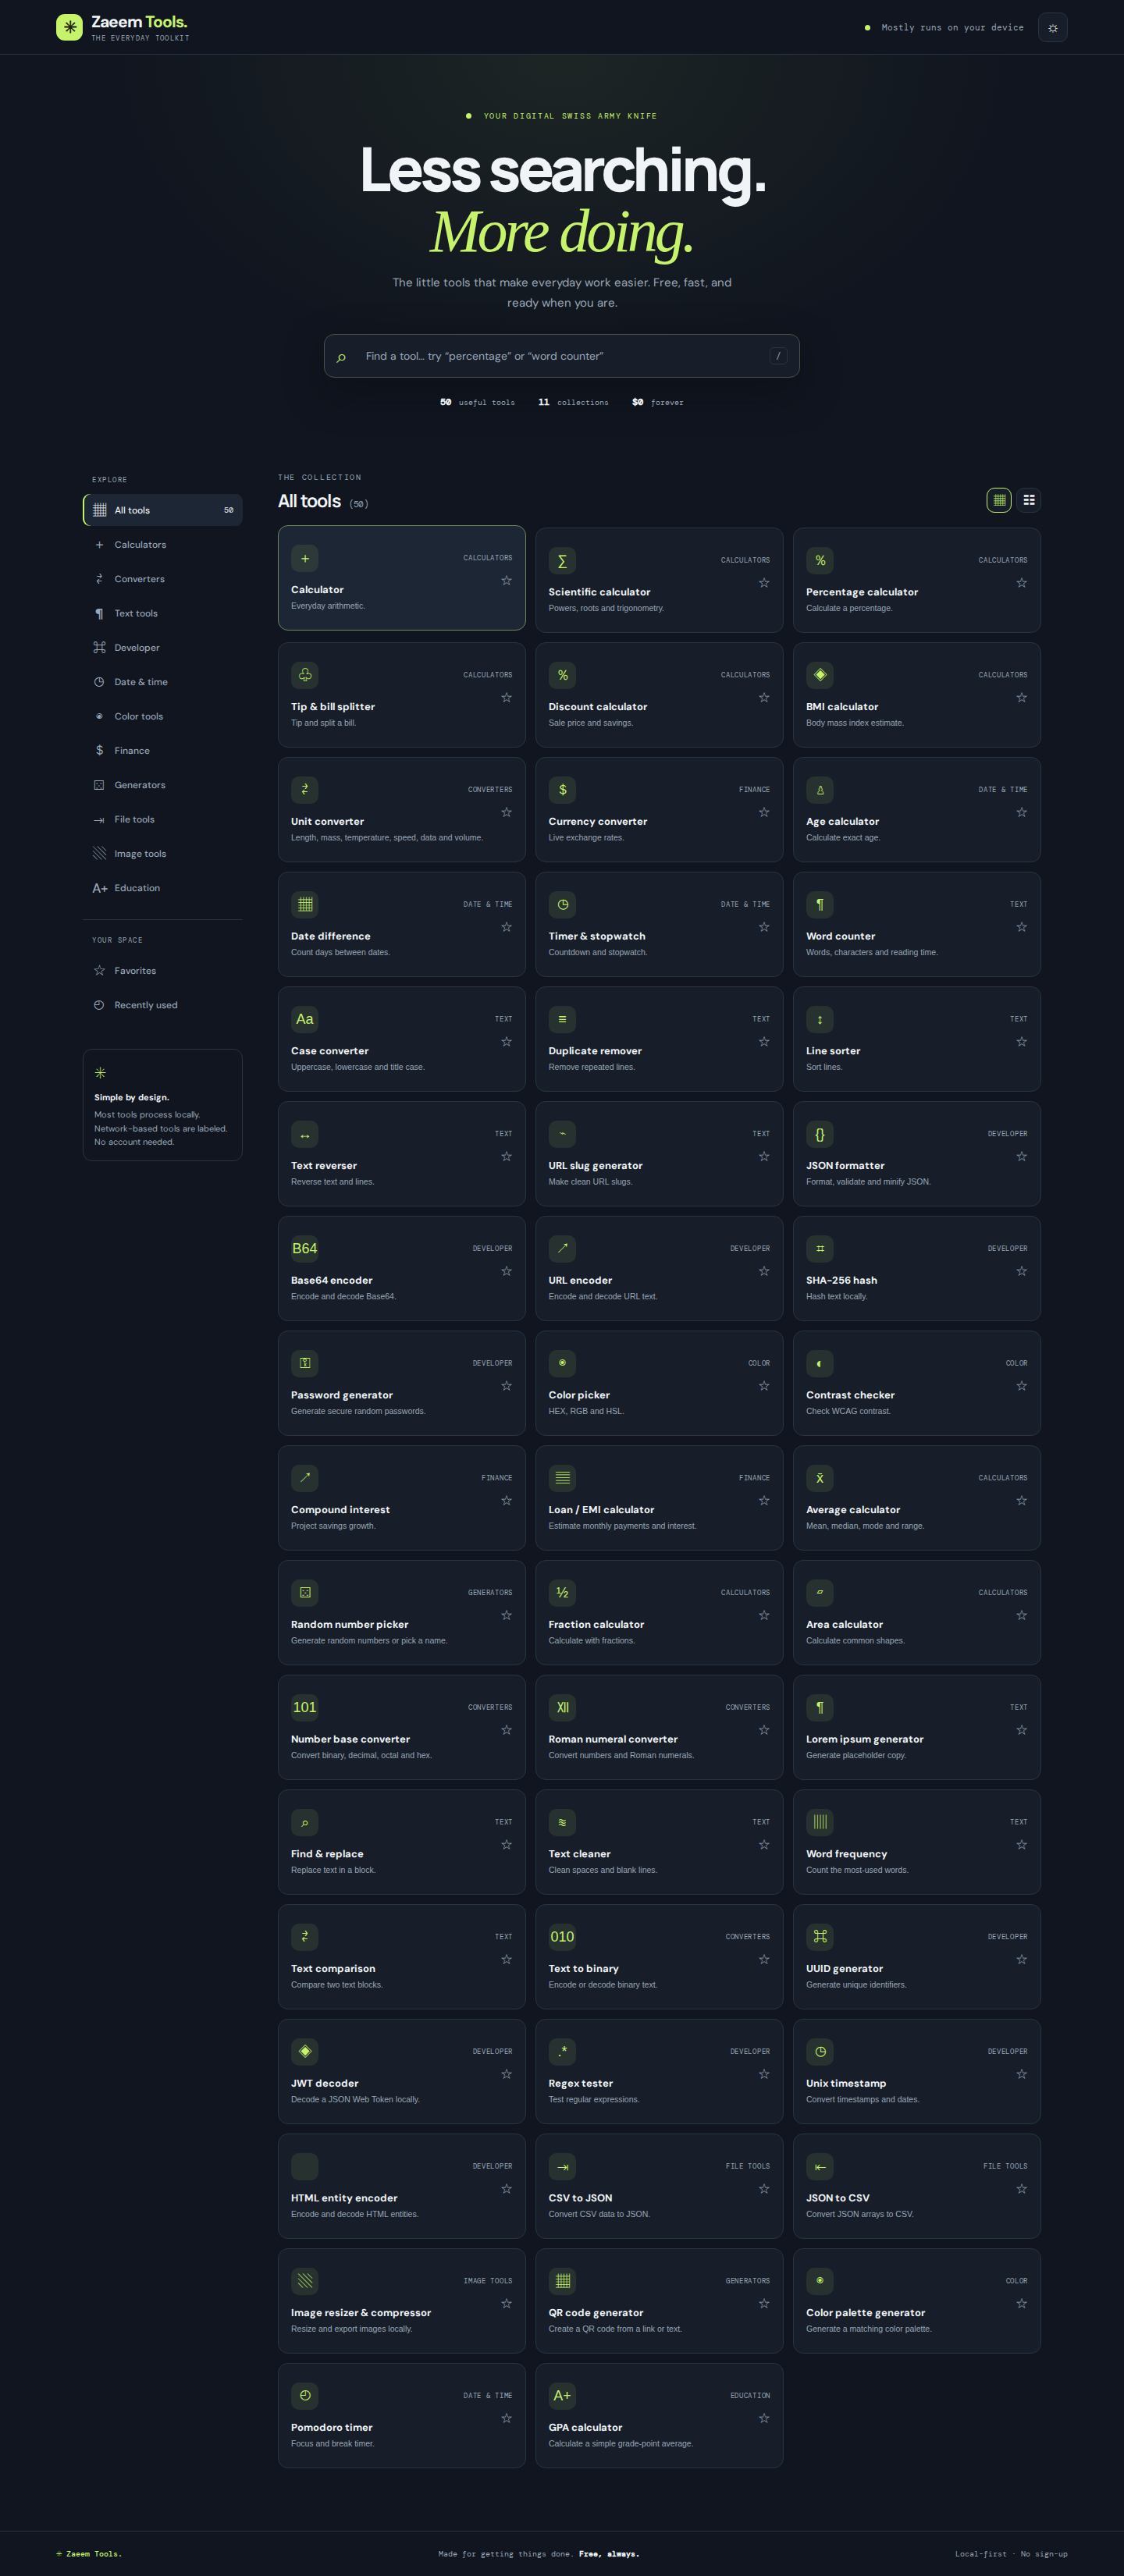 Zaeem Tools.
THE EVERYDAY TOOLKIT
Mostly runs on your device
YOUR DIGITAL SWISS ARMY KNIFE
Less searching.
More doing.
The little tools that make everyday work easier. Free, fast, and
ready when you are.
Find a tool… try “percentage” or “word counter” /
50 useful tools 11 collections $0 forever
EXPLORE
All tools 50
+ Calculators
Converters
¶ Text tools
⌘ Developer
Date & time
Color tools
$ Finance
Generators
File tools
Image tools
A+ Education
YOUR SPACE
☆ Favorites
Recently used
Simple by design.
Most tools process locally.
Network-based tools are labeled.
No account needed.
THE COLLECTION
All tools (50)
+ CALCULATORS
Calculator
Everyday arithmetic.
∑ CALCULATORS
Scientific calculator
Powers, roots and trigonometry.
% CALCULATORS
Percentage calculator
Calculate a percentage.
CALCULATORS
Tip & bill splitter
Tip and split a bill.
% CALCULATORS
Discount calculator
Sale price and savings.
CALCULATORS
BMI calculator
Body mass index estimate.
CONVERTERS
Unit converter
Length, mass, temperature, speed, data and volume.
$ FINANCE
Currency converter
Live exchange rates.
DATE & TIME
Age calculator
Calculate exact age.
DATE & TIME
Date difference
Count days between dates.
DATE & TIME
Timer & stopwatch
Countdown and stopwatch.
¶ TEXT
Word counter
Words, characters and reading time.
Aa TEXT
Case converter
Uppercase, lowercase and title case.
≡ TEXT
Duplicate remover
Remove repeated lines.
↕ TEXT
Line sorter
Sort lines.
↔ TEXT
Text reverser
Reverse text and lines.
~ TEXT
URL slug generator
Make clean URL slugs.
{} DEVELOPER
JSON formatter
Format, validate and minify JSON.
B64 DEVELOPER
Base64 encoder
Encode and decode Base64.
DEVELOPER
URL encoder
Encode and decode URL text.
DEVELOPER
SHA-256 hash
Hash text locally.
DEVELOPER
Password generator
Generate secure random passwords.
COLOR
Color picker
HEX, RGB and HSL.
COLOR
Contrast checker
Check WCAG contrast.
FINANCE
Compound interest
Project savings growth.
FINANCE
Loan / EMI calculator
Estimate monthly payments and interest.
x̄ CALCULATORS
Average calculator
Mean, median, mode and range.
GENERATORS
Random number picker
Generate random numbers or pick a name.
½ CALCULATORS
Fraction calculator
Calculate with fractions.
CALCULATORS
Area calculator
Calculate common shapes.
101 CONVERTERS
Number base converter
Convert binary, decimal, octal and hex.
Ⅻ CONVERTERS
Roman numeral converter
Convert numbers and Roman numerals.
¶ TEXT
Lorem ipsum generator
Generate placeholder copy.
TEXT
Find & replace
Replace text in a block.
≋ TEXT
Text cleaner
Clean spaces and blank lines.
TEXT
Word frequency
Count the most-used words.
TEXT
Text comparison
Compare two text blocks.
010 CONVERTERS
Text to binary
Encode or decode binary text.
⌘ DEVELOPER
UUID generator
Generate unique identifiers.
DEVELOPER
JWT decoder
Decode a JSON Web Token locally.
.* DEVELOPER
Regex tester
Test regular expressions.
DEVELOPER
Unix timestamp
Convert timestamps and dates.
DEVELOPER
HTML entity encoder
Encode and decode HTML entities.
FILE TOOLS
CSV to JSON
Convert CSV data to JSON.
FILE TOOLS
JSON to CSV
Convert JSON arrays to CSV.
IMAGE TOOLS
Image resizer & compressor
Resize and export images locally.
GENERATORS
QR code generator
Create a QR code from a link or text.
COLOR
Color palette generator
Generate a matching color palette.
DATE & TIME
Pomodoro timer
Focus and break timer.
A+ EDUCATION
GPA calculator
Calculate a simple grade-point average.
Zaeem Tools.
Made for getting things done. Free, always.
Local-first · No sign-up